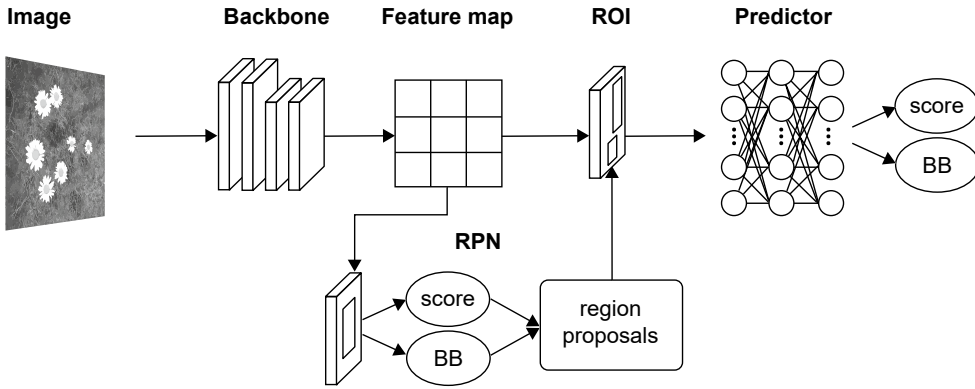 Image
Backbone
Feature map
ROI
Predictor
score
BB
RPN
score
BB
region
proposals